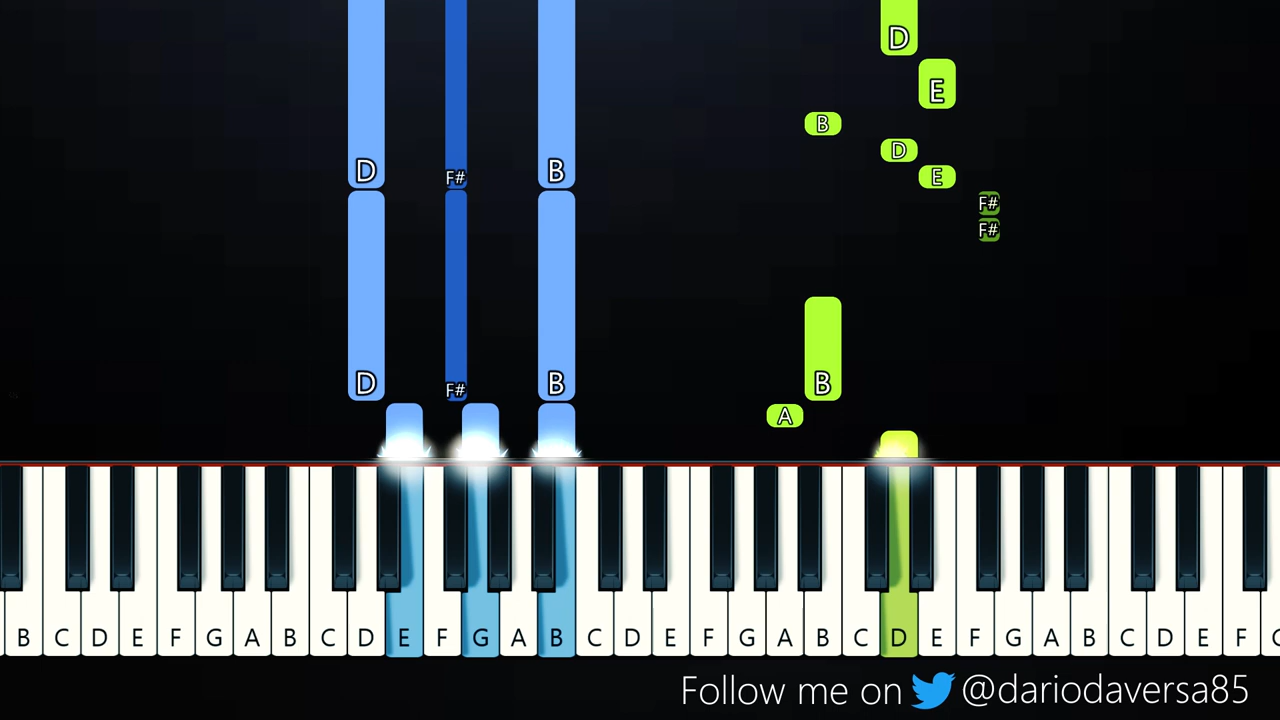 D
E
B
D
D F# B E
F#
F#
D F# B B
A
B C D E F G A B C D E F G A B C D E F G A B C D E F G A B C D E F
Follow me on @dariodaversa85